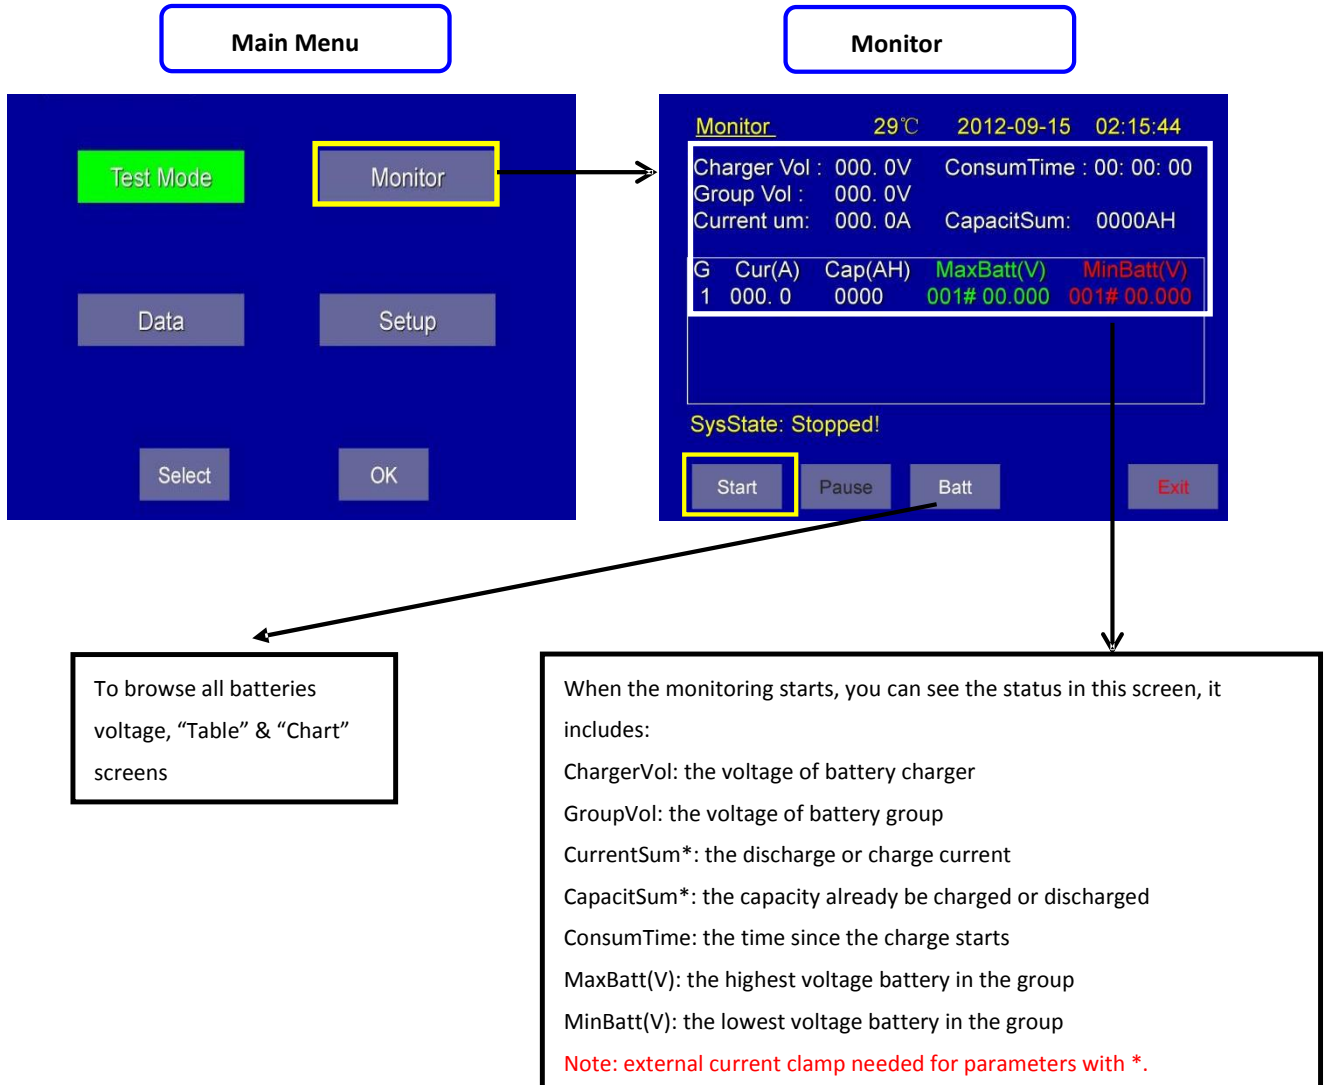 Main Menu
Monitor
Test Mode
Monitor
Data
Setup
Select
OK
Monitor 29℃ 2012-09-15 02:15:44
Charger Vol : 000. 0V ConsumTime : 00: 00: 00
Group Vol : 000. 0V
Current um: 000. 0A CapacitSum: 0000AH
G Cur(A) Cap(AH) MaxBatt(V) MinBatt(V)
1 000. 0 0000 001# 00.000 001# 00.000
SysState: Stopped!
Start Pause Batt Exit
To browse all batteries
voltage, “Table” & “Chart”
screens
When the monitoring starts, you can see the status in this screen, it
includes:
ChargerVol: the voltage of battery charger
GroupVol: the voltage of battery group
CurrentSum*: the discharge or charge current
CapacitSum*: the capacity already be charged or discharged
ConsumTime: the time since the charge starts
MaxBatt(V): the highest voltage battery in the group
MinBatt(V): the lowest voltage battery in the group
Note: external current clamp needed for parameters with *.